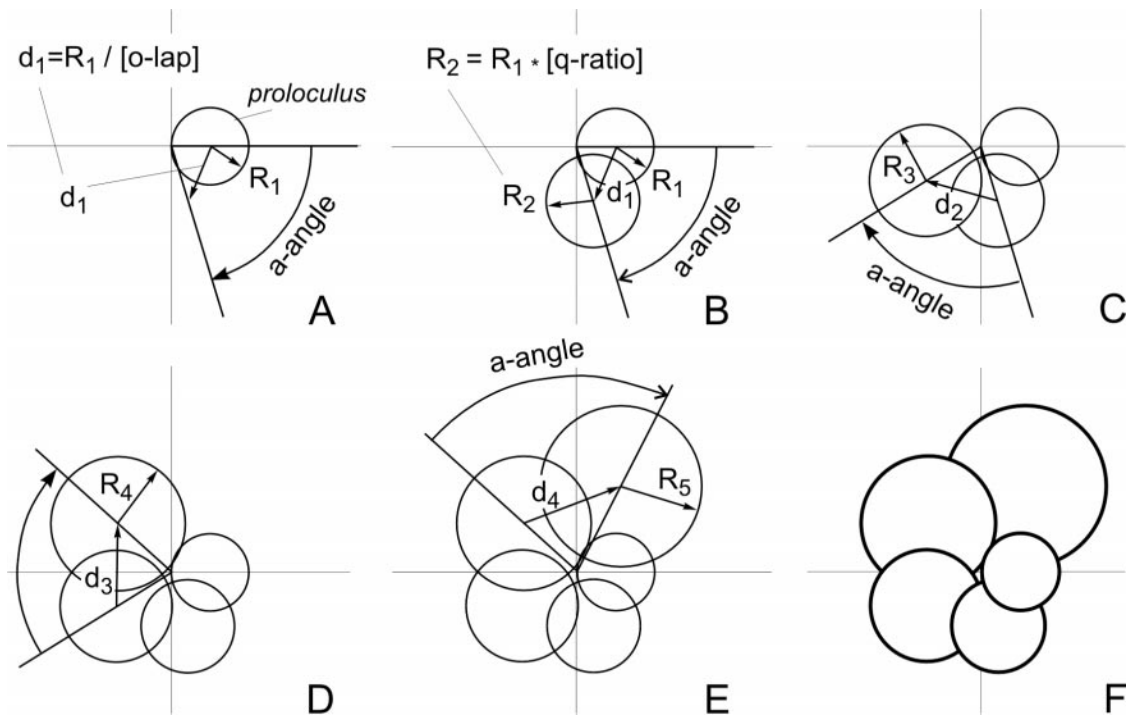 d₁=R₁ / [o-lap]
proloculus
R₁
d₁
a-angle
A
R₂ = R₁ * [q-ratio]
R₁
d₁
R₂
a-angle
B
R₃
d₂
a-angle
C
R₄
d₃
D
a-angle
d₄
R₅
E
F